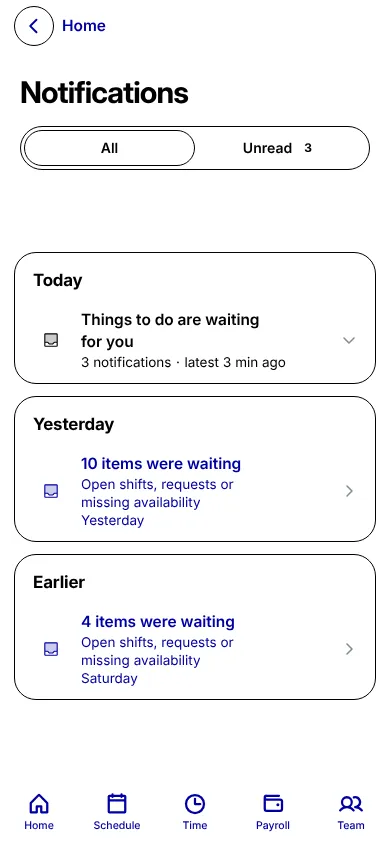 Home
Notifications
All
Unread 3
Today
Things to do are waiting
for you
3 notifications · latest 3 min ago
Yesterday
10 items were waiting
Open shifts, requests or
missing availability
Yesterday
Earlier
4 items were waiting
Open shifts, requests or
missing availability
Saturday
Home Schedule Time Payroll Team